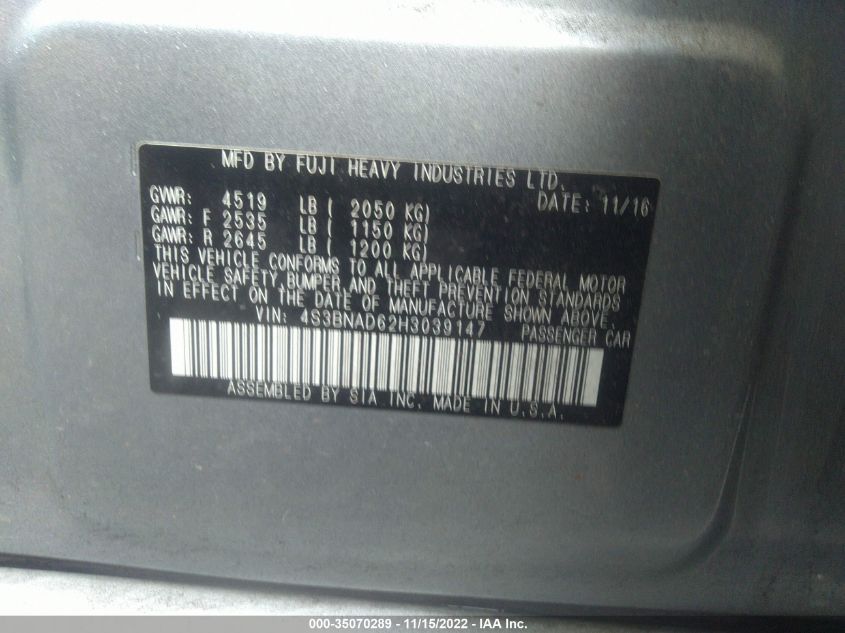 MFD BY FUJI HEAVY INDUSTRIES LTD.
GVWR: 4519 LB ( 2050 KG) DATE: 11/16
GAWR: F 2535 LB ( 1150 KG)
GAWR: R 2645 LB ( 1200 KG)
THIS VEHICLE CONFORMS TO ALL APPLICABLE FEDERAL MOTOR
VEHICLE SAFETY, BUMPER, AND THEFT PREVENTION STANDARDS
IN EFFECT ON THE DATE OF MANUFACTURE SHOWN ABOVE.
VIN: 4S3BNAD62H3039147 PASSENGER CAR
ASSEMBLED BY SIA INC. MADE IN U.S.A.
000-35070289 - 11/15/2022 - IAA Inc.